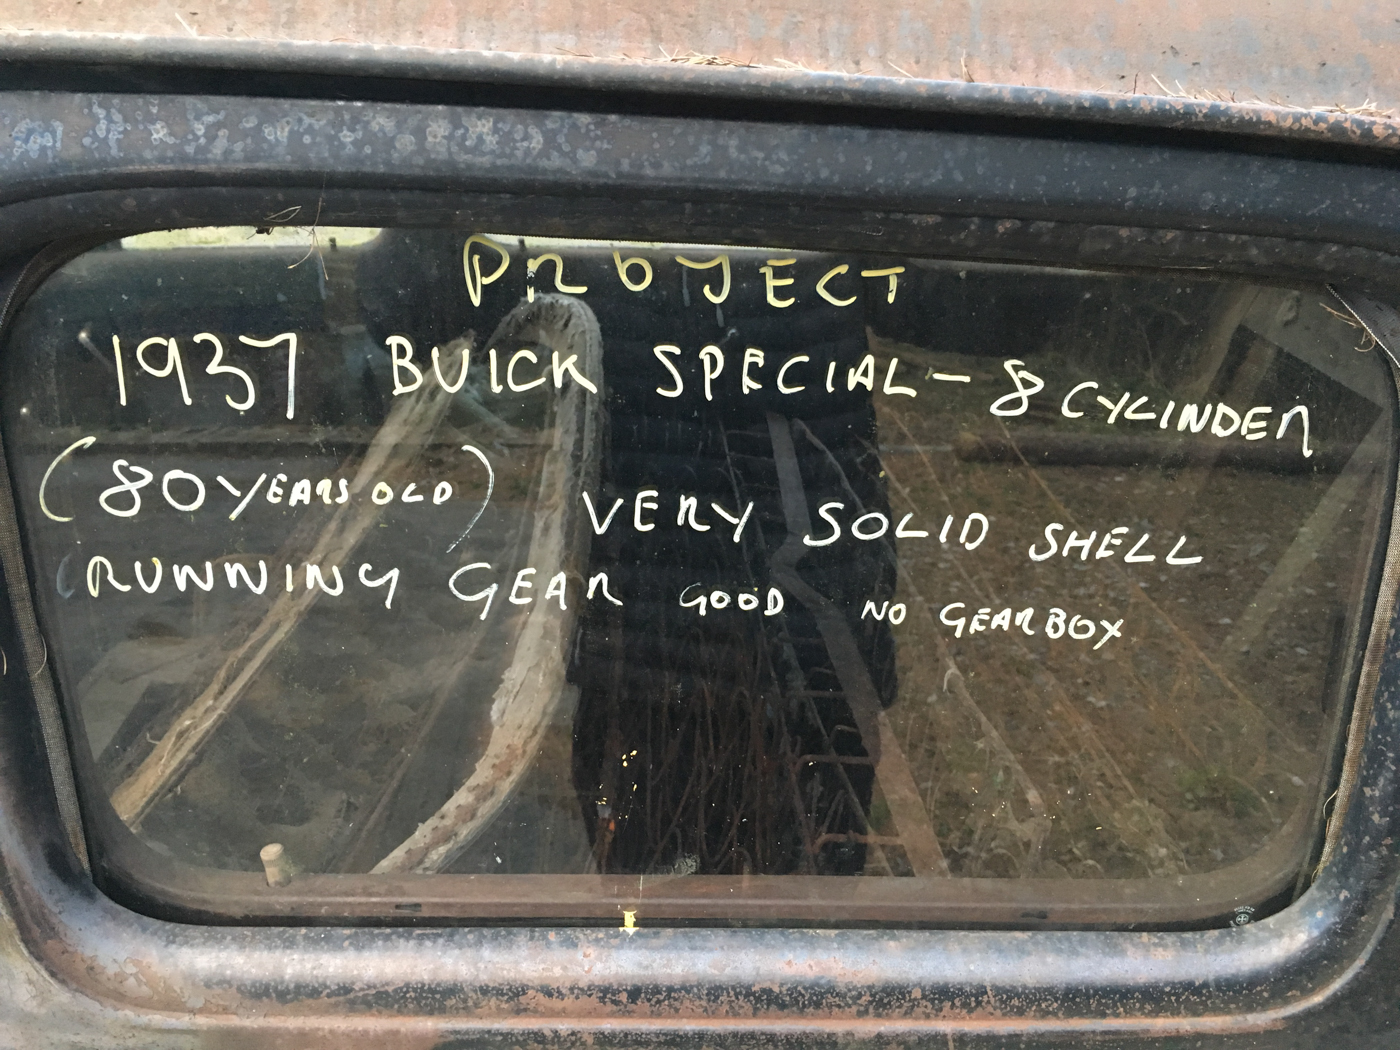 PROJECT
1937 BUICK SPECIAL - 8 CYLINDER
(80 YEARS OLD) VERY SOLID SHELL
RUNNING GEAR GOOD NO GEARBOX